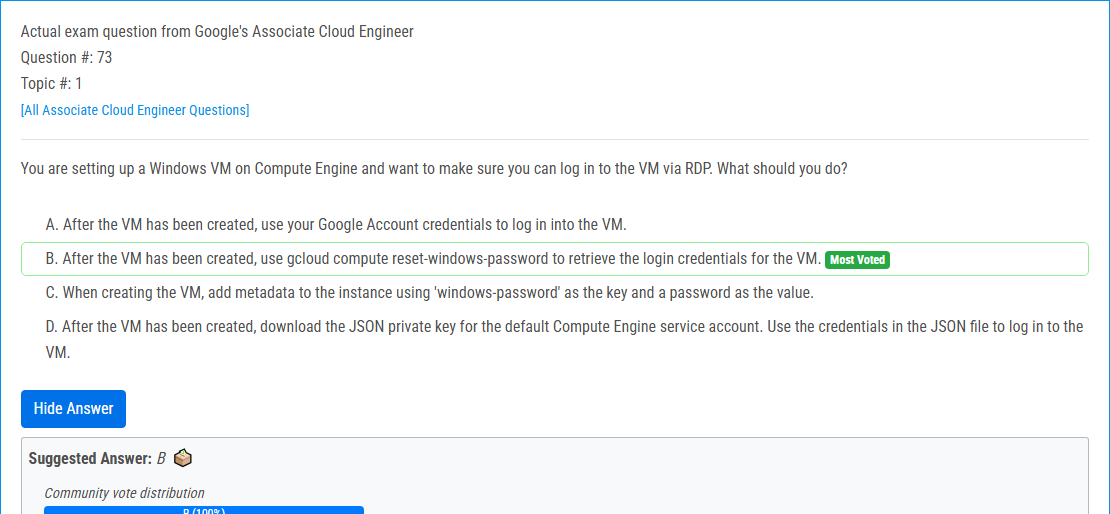 Actual exam question from Google's Associate Cloud Engineer
Question #: 73
Topic #: 1
[All Associate Cloud Engineer Questions]
You are setting up a Windows VM on Compute Engine and want to make sure you can log in to the VM via RDP. What should you do?
A. After the VM has been created, use your Google Account credentials to log in into the VM.
B. After the VM has been created, use gcloud compute reset-windows-password to retrieve the login credentials for the VM. Most Voted
C. When creating the VM, add metadata to the instance using 'windows-password' as the key and a password as the value.
D. After the VM has been created, download the JSON private key for the default Compute Engine service account. Use the credentials in the JSON file to log in to the
VM.
Hide Answer
Suggested Answer: B
Community vote distribution
B (100%)